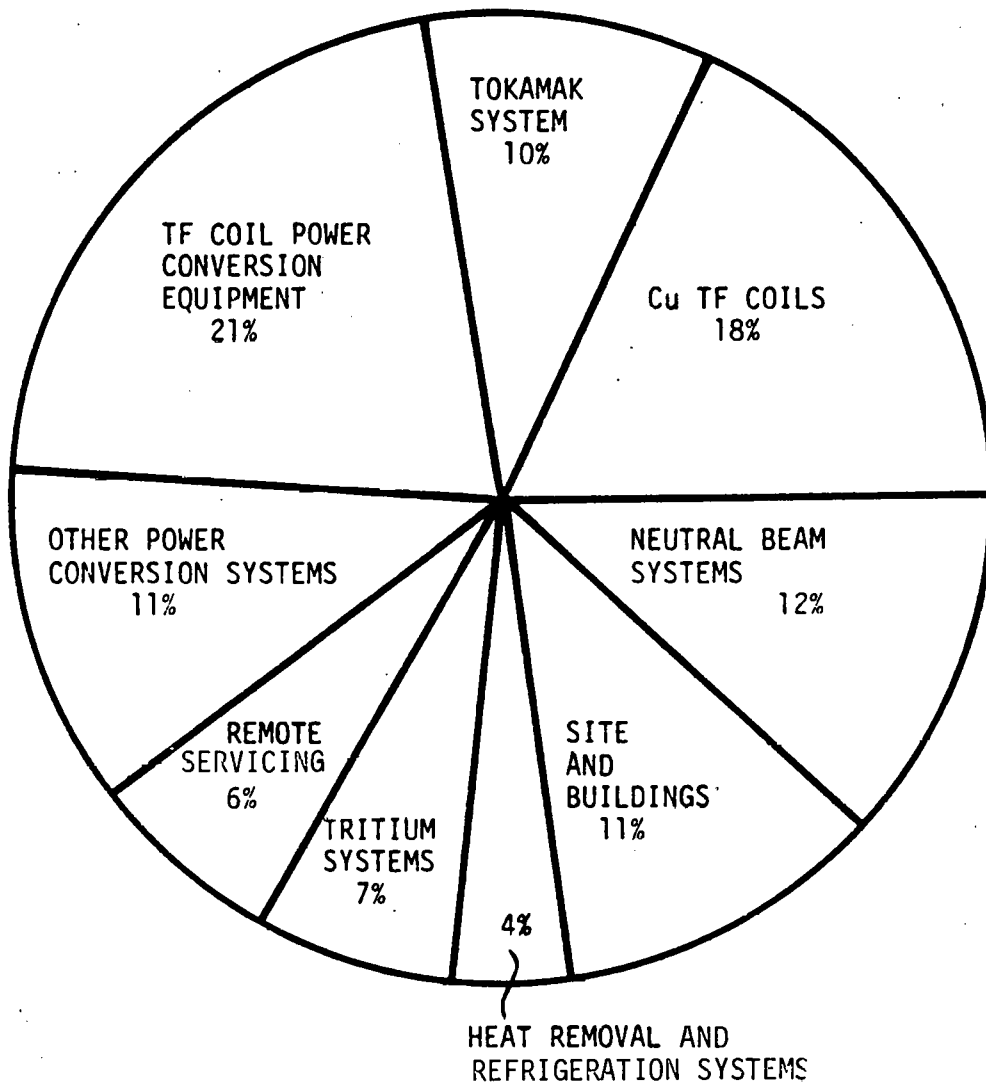 TOKAMAK
SYSTEM
10%
TF COIL POWER
CONVERSION
EQUIPMENT
21%
Cu TF COILS
18%
OTHER POWER
CONVERSION SYSTEMS
11%
NEUTRAL BEAM
SYSTEMS
12%
REMOTE
SERVICING
6%
SITE
AND
BUILDINGS
11%
TRITIUM
SYSTEMS
7%
4%
HEAT REMOVAL AND
REFRIGERATION SYSTEMS